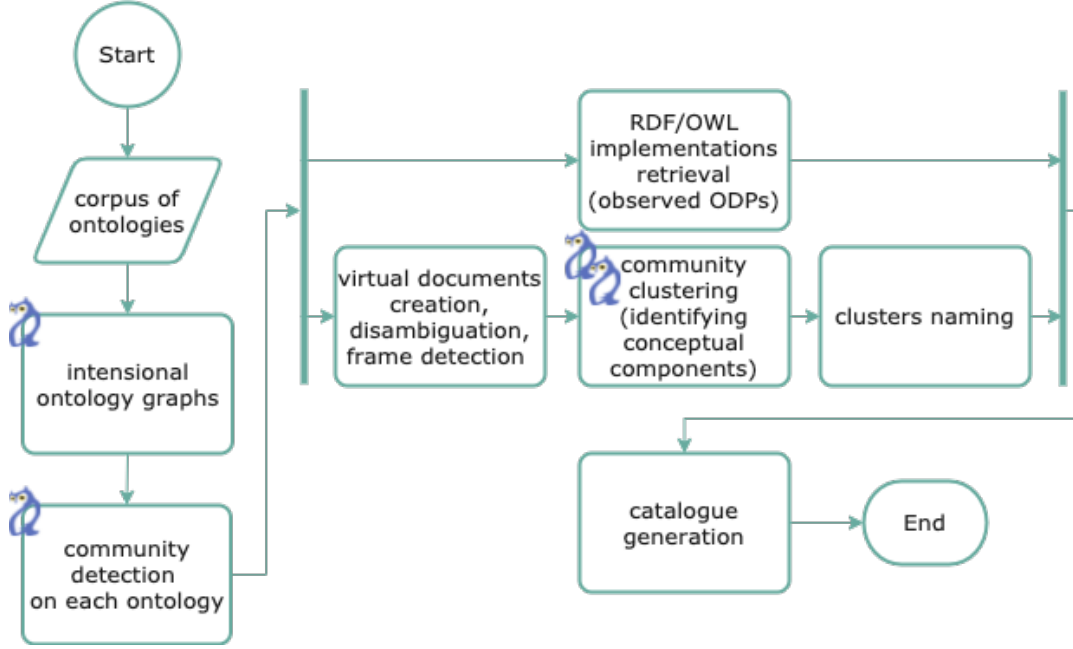 Start
corpus of
ontologies
intensional
ontology graphs
community
detection
on each ontology
RDF/OWL
implementations
retrieval
(observed ODPs)
virtual documents
creation,
disambiguation,
frame detection
community
clustering
(identifying
conceptual
components)
clusters naming
catalogue
generation
End